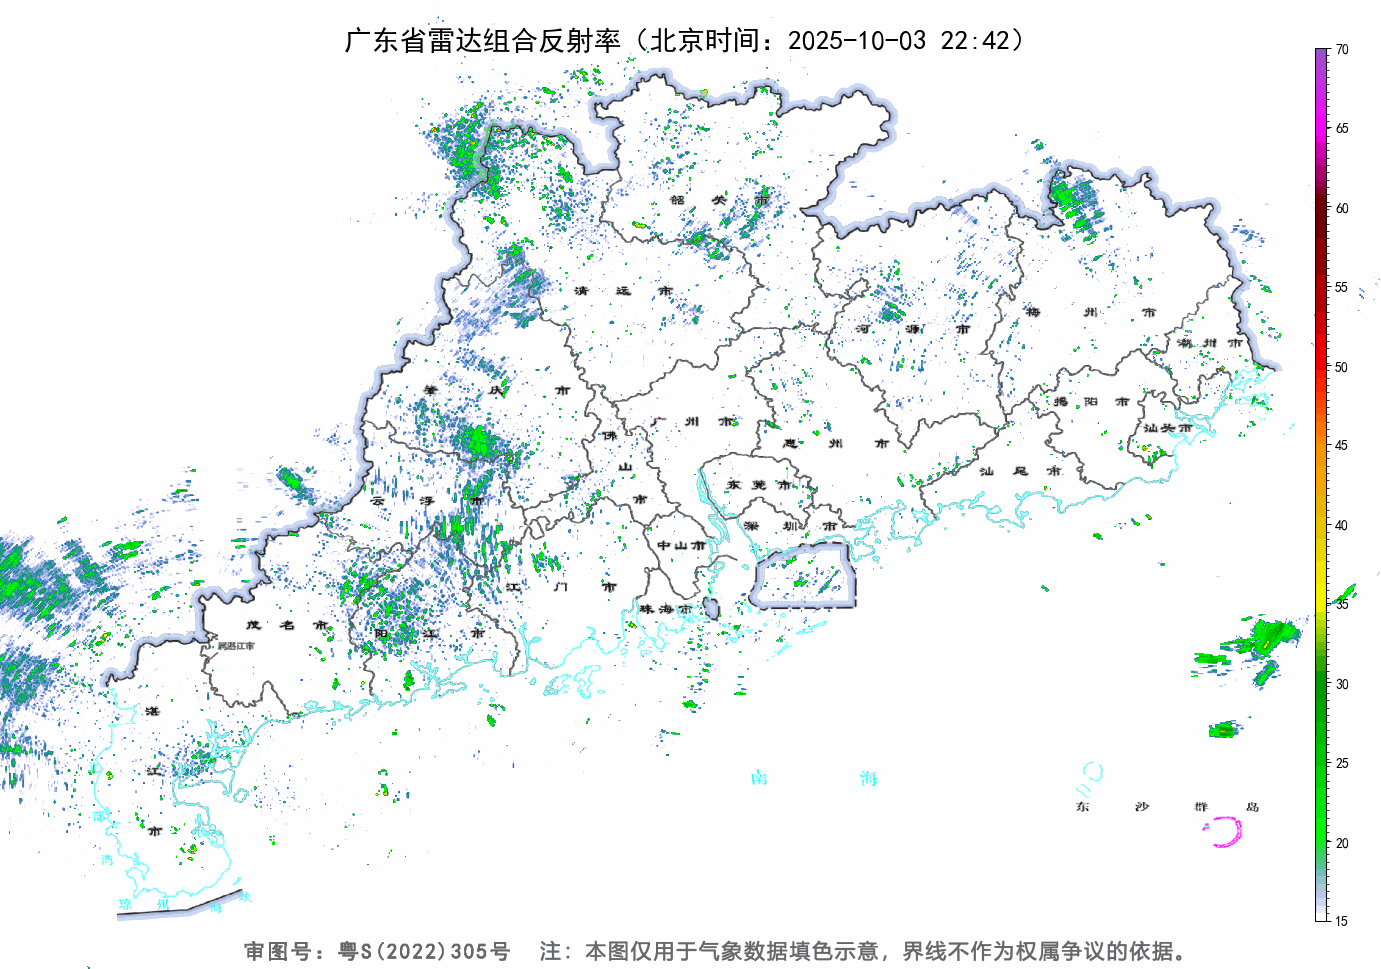 广东省雷达组合反射率（北京时间：2025-10-03 22:42）
70
65
60
55
50
45
40
35
30
25
20
15
韶关市
清远市
河源市
梅州市
潮州市
肇庆市
广州市
佛山市
惠州市
揭阳市
汕头市
汕尾市
云浮市
东莞市
深圳市
中山市
江门市
珠海市
茂名市
阳江市
属湛江市
湛江市
南海
东沙群岛
湾
琼州海峡
审图号：粤S(2022)305号 注：本图仅用于气象数据填色示意，界线不作为权属争议的依据。